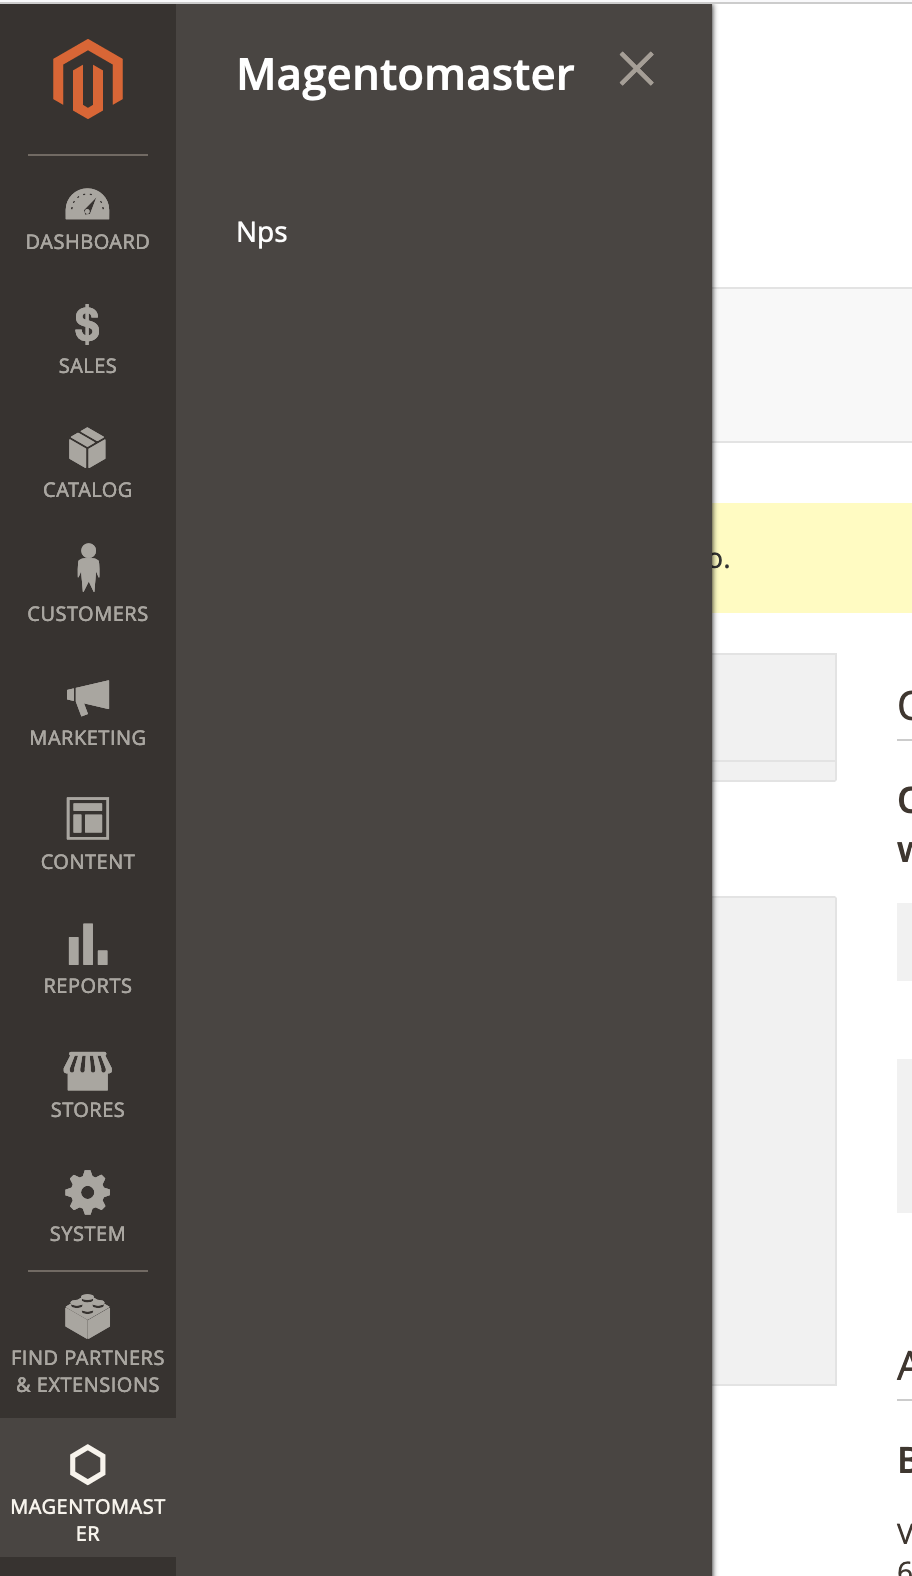 Magentomaster
Nps
DASHBOARD
SALES
CATALOG
CUSTOMERS
MARKETING
CONTENT
REPORTS
STORES
SYSTEM
FIND PARTNERS
& EXTENSIONS
MAGENTOMAST
ER